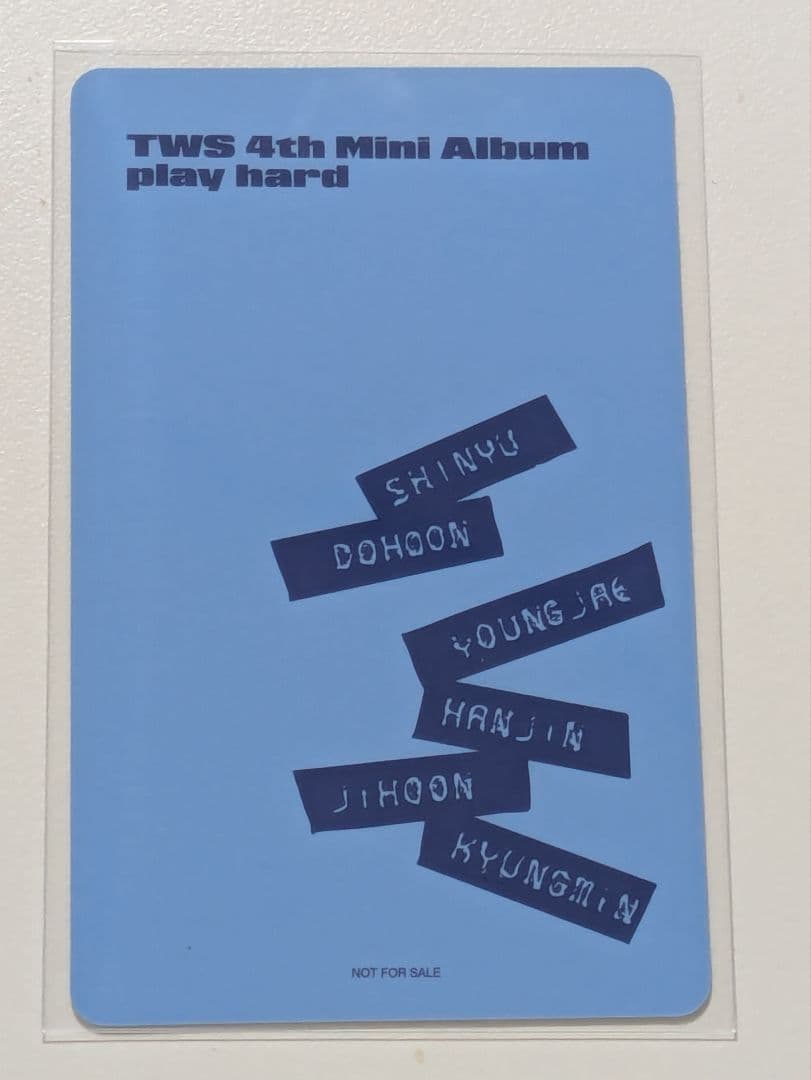 TWS 4th Mini Album
play hard
SHINYU
DOHOON
YOUNGJAE
HANJIN
JIHOON
KYUNGMIN
NOT FOR SALE